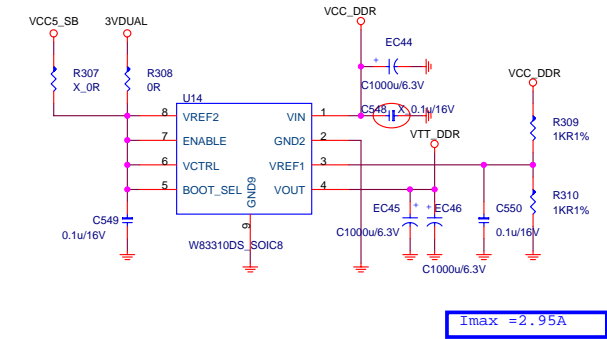 VCC_DDR
VCC5_SB 3VDUAL
EC44
R307
X_0R
R308
0R
C1000u/6.3V
VCC_DDR
U14
C548 X_0.1u/16V
8 VREF2 VIN 1
R309
1KR1%
VTT_DDR
7 ENABLE GND2 2
6 VCTRL VREF1 3
5 BOOT_SEL VOUT 4
GND9
9
R310
1KR1%
C549
0.1u/16V
EC45
C1000u/6.3V
EC46
C1000u/6.3V
C550
0.1u/16V
W83310DS_SOIC8
Imax =2.95A